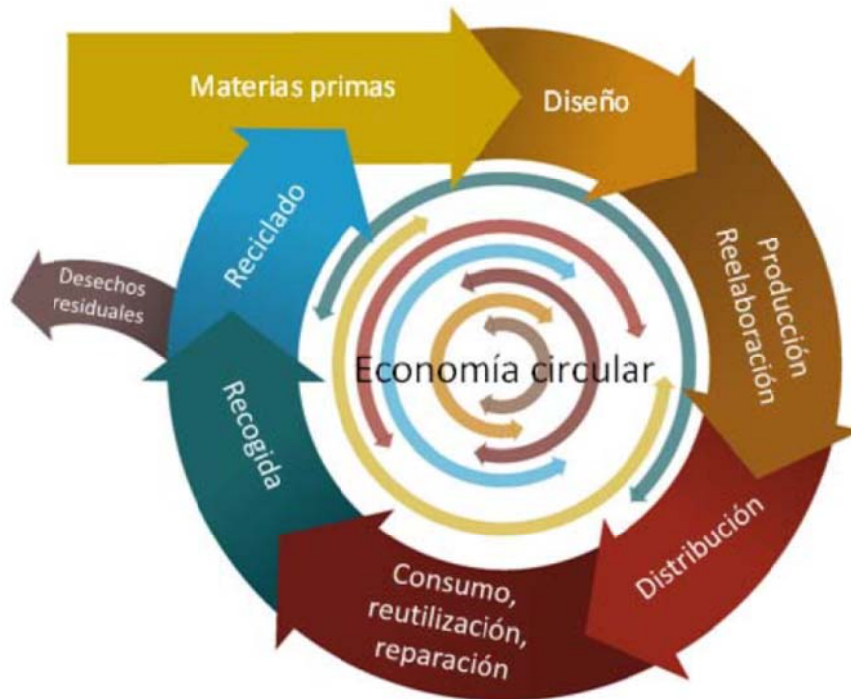 Materias primas
Diseño
Producción
Reelaboración
Distribución
Consumo,
reutilización,
reparación
Recogida
Desechos
residuales
Reciclado
Economía circular